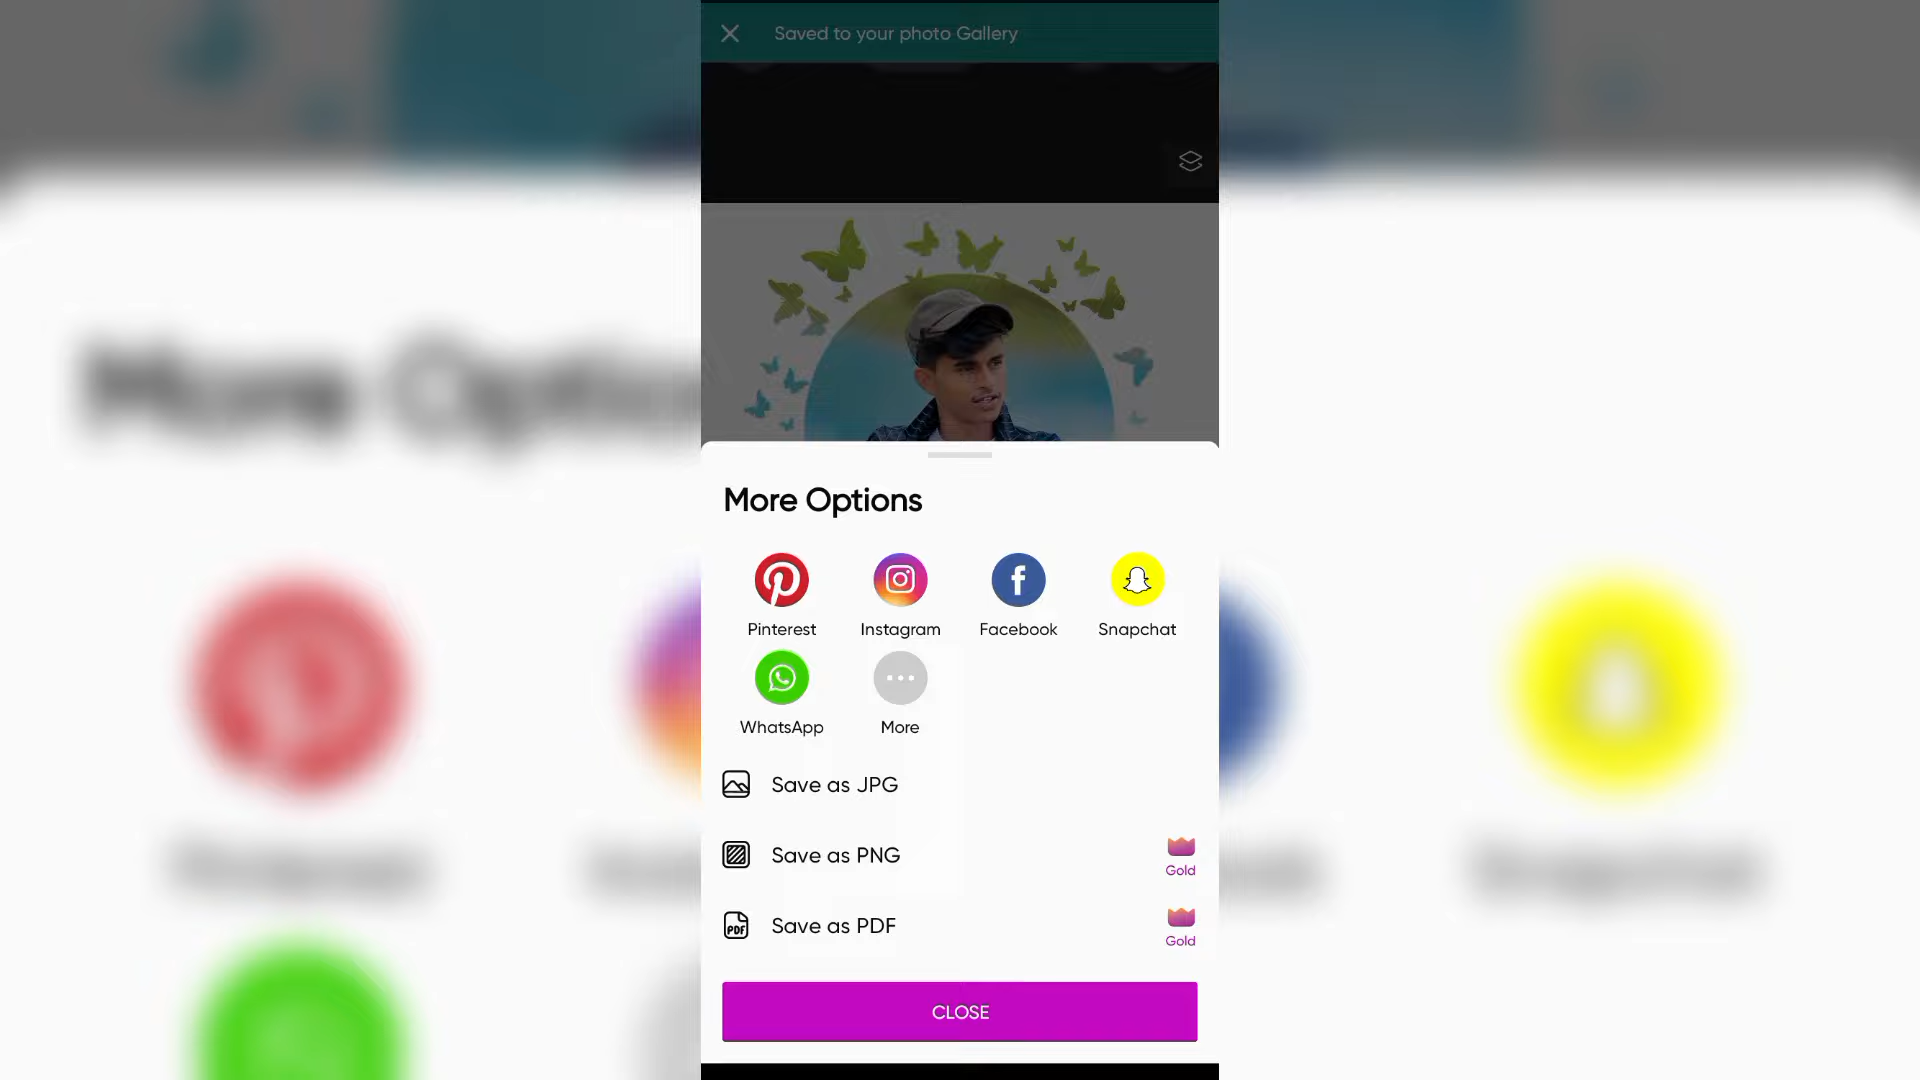 Saved to your photo Gallery
More Options
Pinterest
Instagram
Facebook
Snapchat
WhatsApp
More
Save as JPG
Save as PNG
Gold
PDF
Save as PDF
Gold
CLOSE